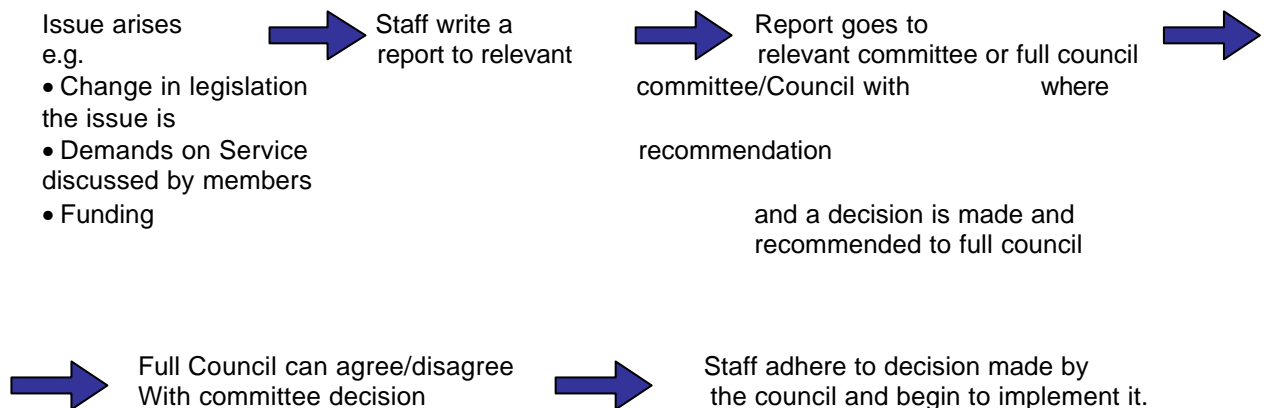 Issue arises
Staff write a
Report goes to
e.g.
report to relevant
relevant committee or full council
• Change in legislation
committee/Council with where
the issue is
• Demands on Service
recommendation
discussed by members
• Funding
and a decision is made and
recommended to full council
Full Council can agree/disagree
With committee decision
Staff adhere to decision made by
the council and begin to implement it.